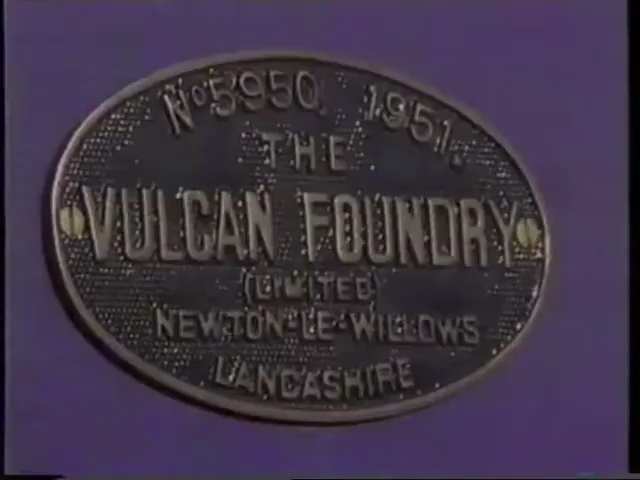 No 5950. 1951.
THE
VULCAN FOUNDRY
(LIMITED)
NEWTON-LE-WILLOWS
LANCASHIRE